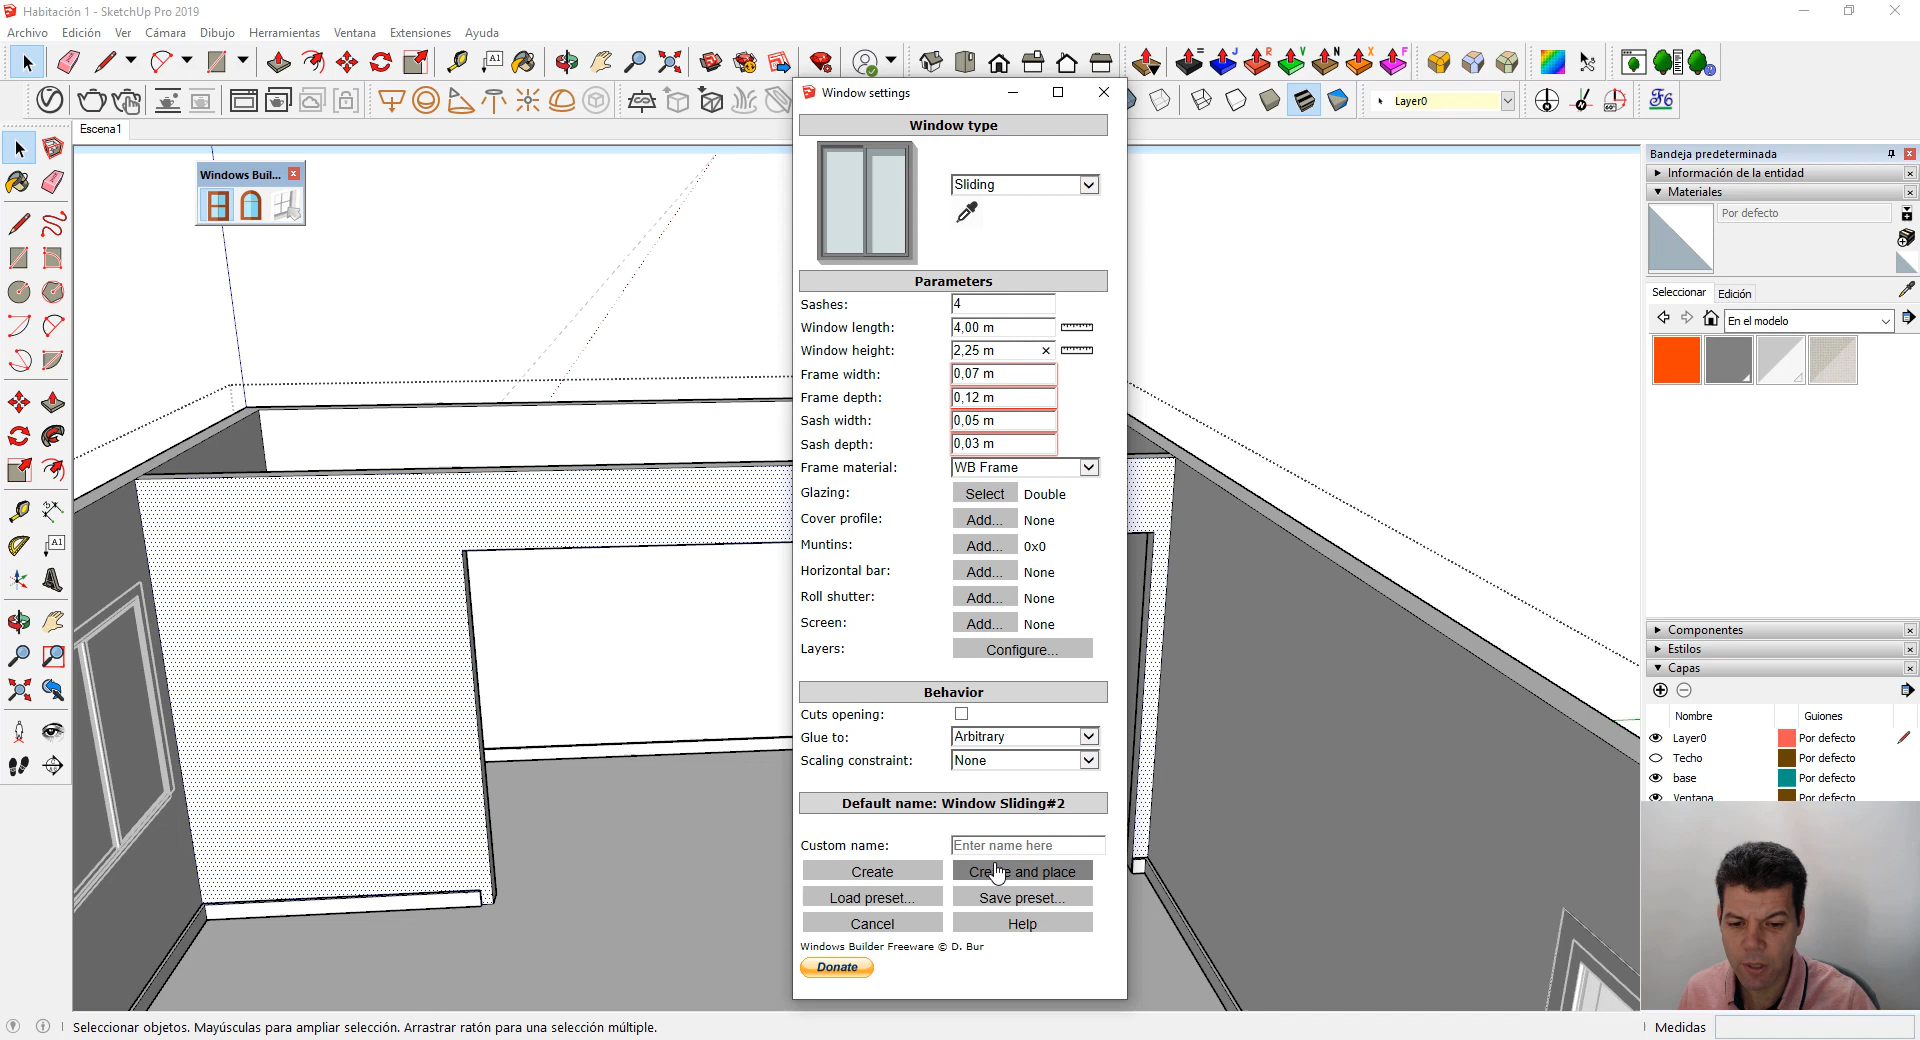 Habitación 1 - SketchUp Pro 2019
Archivo Edición Ver Cámara Dibujo Herramientas Ventana Extensiones Ayuda
Layer0
Escena1
Windows Buil...
Window settings
Window type
Sliding
Parameters
Sashes: 4
Window length: 4,00 m
Window height: 2,25 m
Frame width: 0,07 m
Frame depth: 0,12 m
Sash width: 0,05 m
Sash depth: 0,03 m
Frame material: WB Frame
Glazing: Select Double
Cover profile: Add... None
Muntins: Add... 0x0
Horizontal bar: Add... None
Roll shutter: Add... None
Screen: Add... None
Layers: Configure...
Behavior
Cuts opening:
Glue to: Arbitrary
Scaling constraint: None
Default name: Window Sliding#2
Custom name: Enter name here
Create Create and place
Load preset... Save preset...
Cancel Help
Windows Builder Freeware © D. Bur
Donate
Bandeja predeterminada
Información de la entidad
Materiales
Por defecto
Seleccionar Edición
En el modelo
Componentes
Estilos
Capas
Nombre Guiones
Layer0 Por defecto
Techo Por defecto
base Por defecto
Ventana Por defecto
Seleccionar objetos. Mayúsculas para ampliar selección. Arrastrar ratón para una selección múltiple.
Medidas